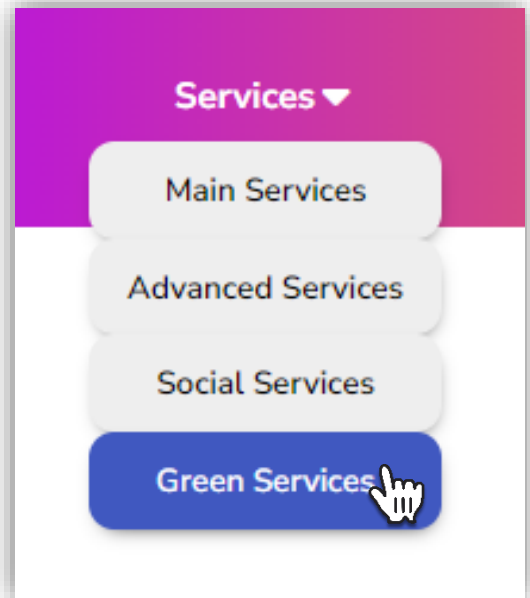 Services
Main Services
Advanced Services
Social Services
Green Services